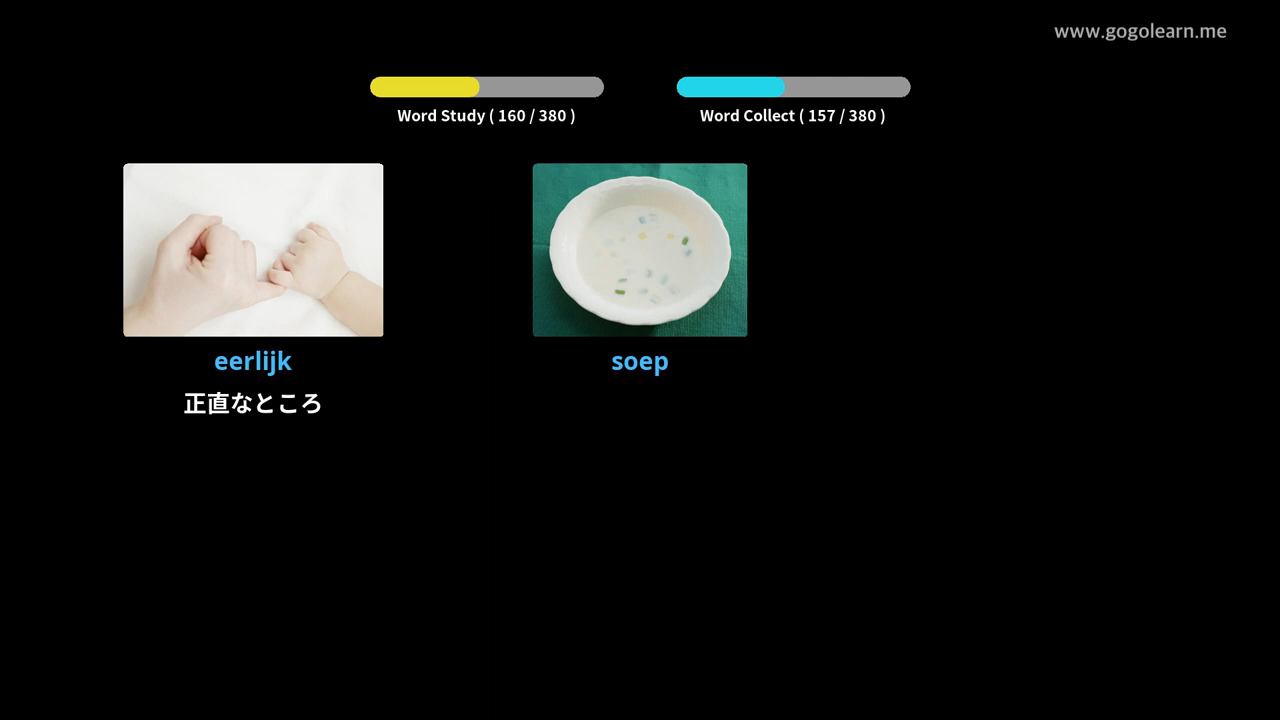 www.gogolearn.me
Word Study ( 160 / 380 )
Word Collect ( 157 / 380 )
eerlijk
正直なところ
soep